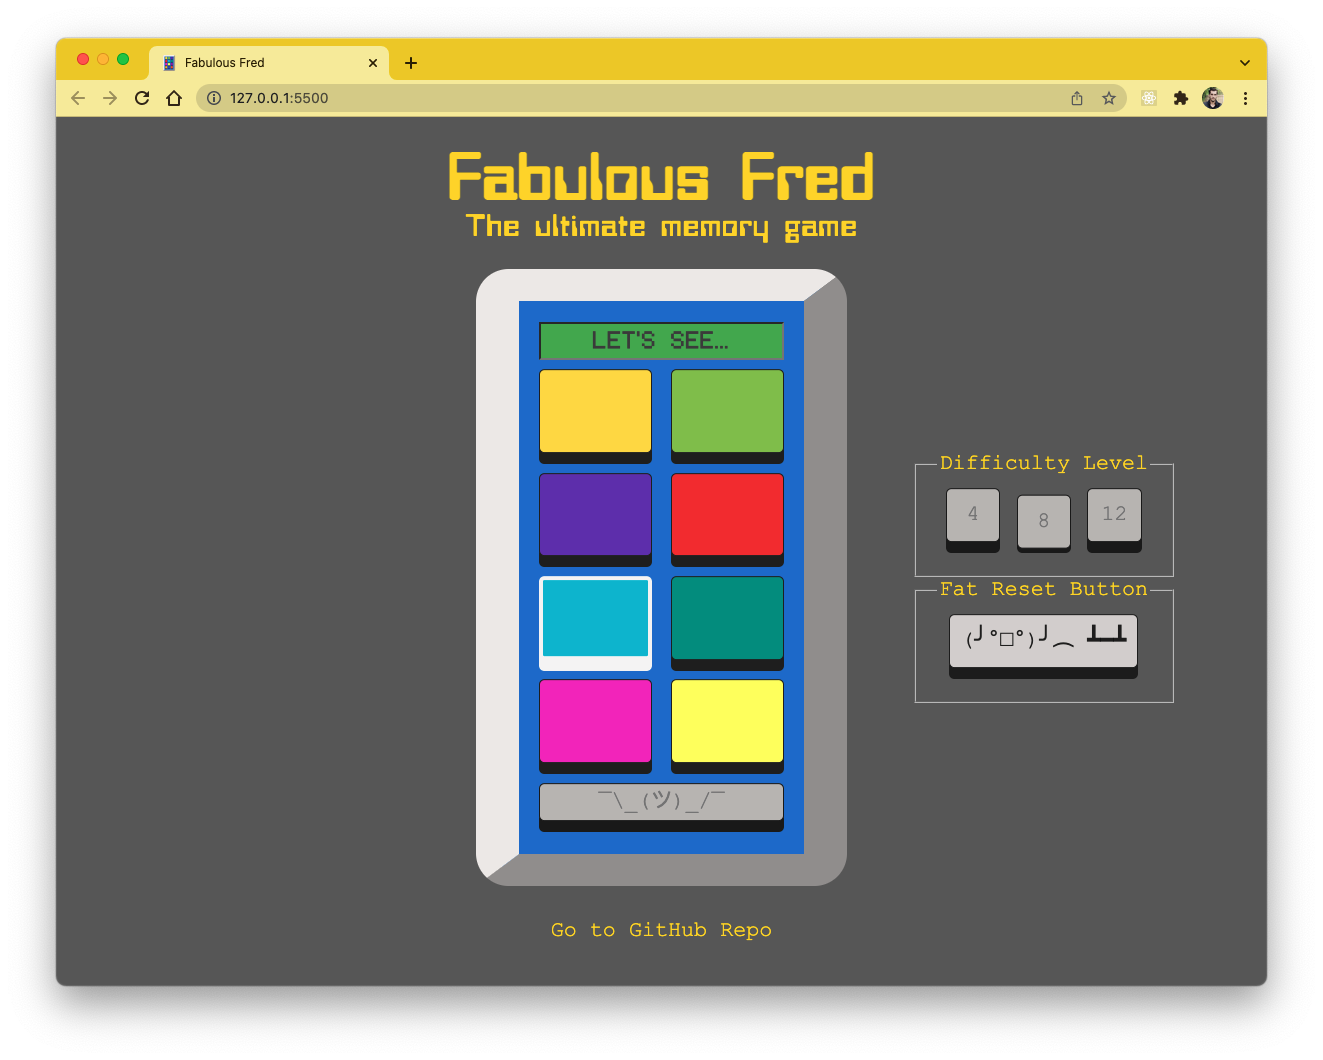 Fabulous Fred
127.0.0.1:5500
Fabulous Fred
The ultimate memory game
LET'S SEE...
Difficulty Level
4 8 12
Fat Reset Button
(╯°□°)╯︵ ┻━┻
¯\_(ツ)_/¯
Go to GitHub Repo